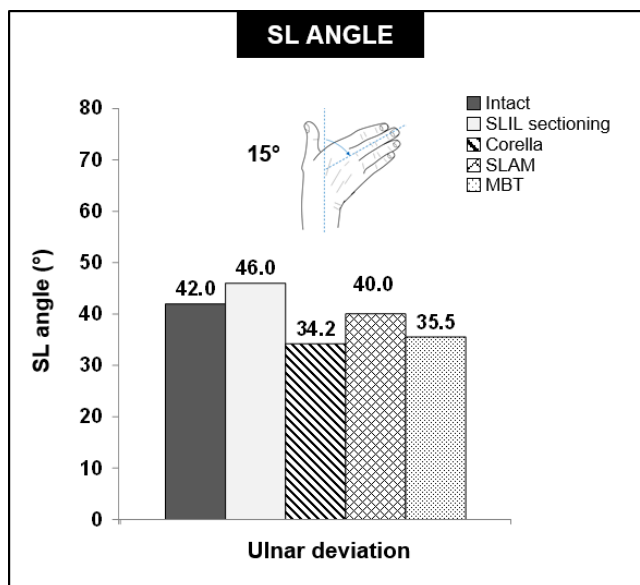 SL ANGLE
Intact
SLIL sectioning
Corella
SLAM
MBT
15°
SL angle (°)
80
70
60
50
40
30
20
10
0
42.0
46.0
34.2
40.0
35.5
Ulnar deviation